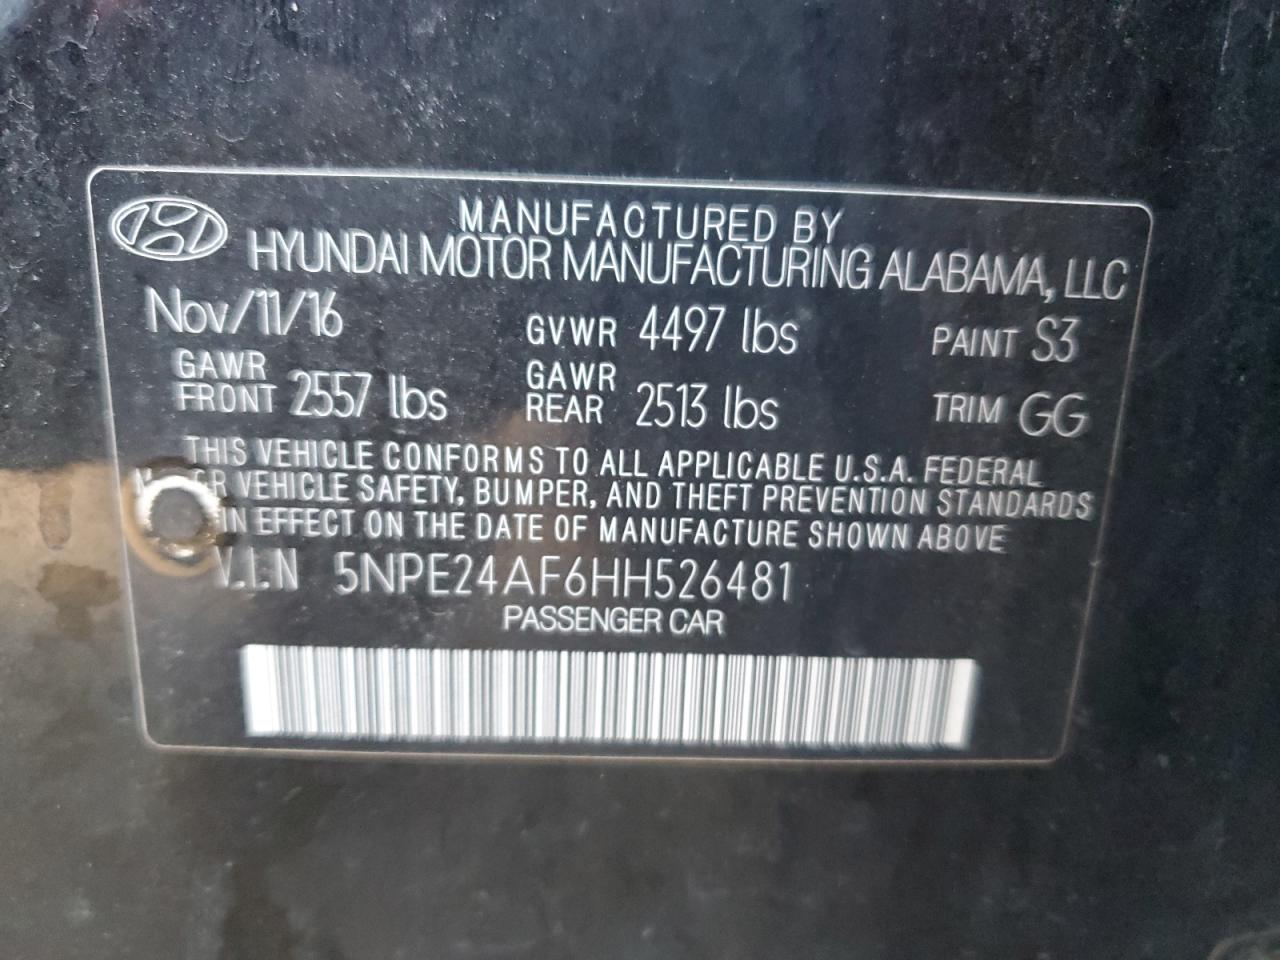 MANUFACTURED BY
HYUNDAI MOTOR MANUFACTURING ALABAMA, LLC
Nov/11/16 GVWR 4497 lbs PAINT S3
GAWR FRONT 2557 lbs GAWR REAR 2513 lbs TRIM GG
THIS VEHICLE CONFORMS TO ALL APPLICABLE U.S.A. FEDERAL
VEHICLE SAFETY, BUMPER, AND THEFT PREVENTION STANDARDS
IN EFFECT ON THE DATE OF MANUFACTURE SHOWN ABOVE
V.I.N 5NPE24AF6HH526481
PASSENGER CAR